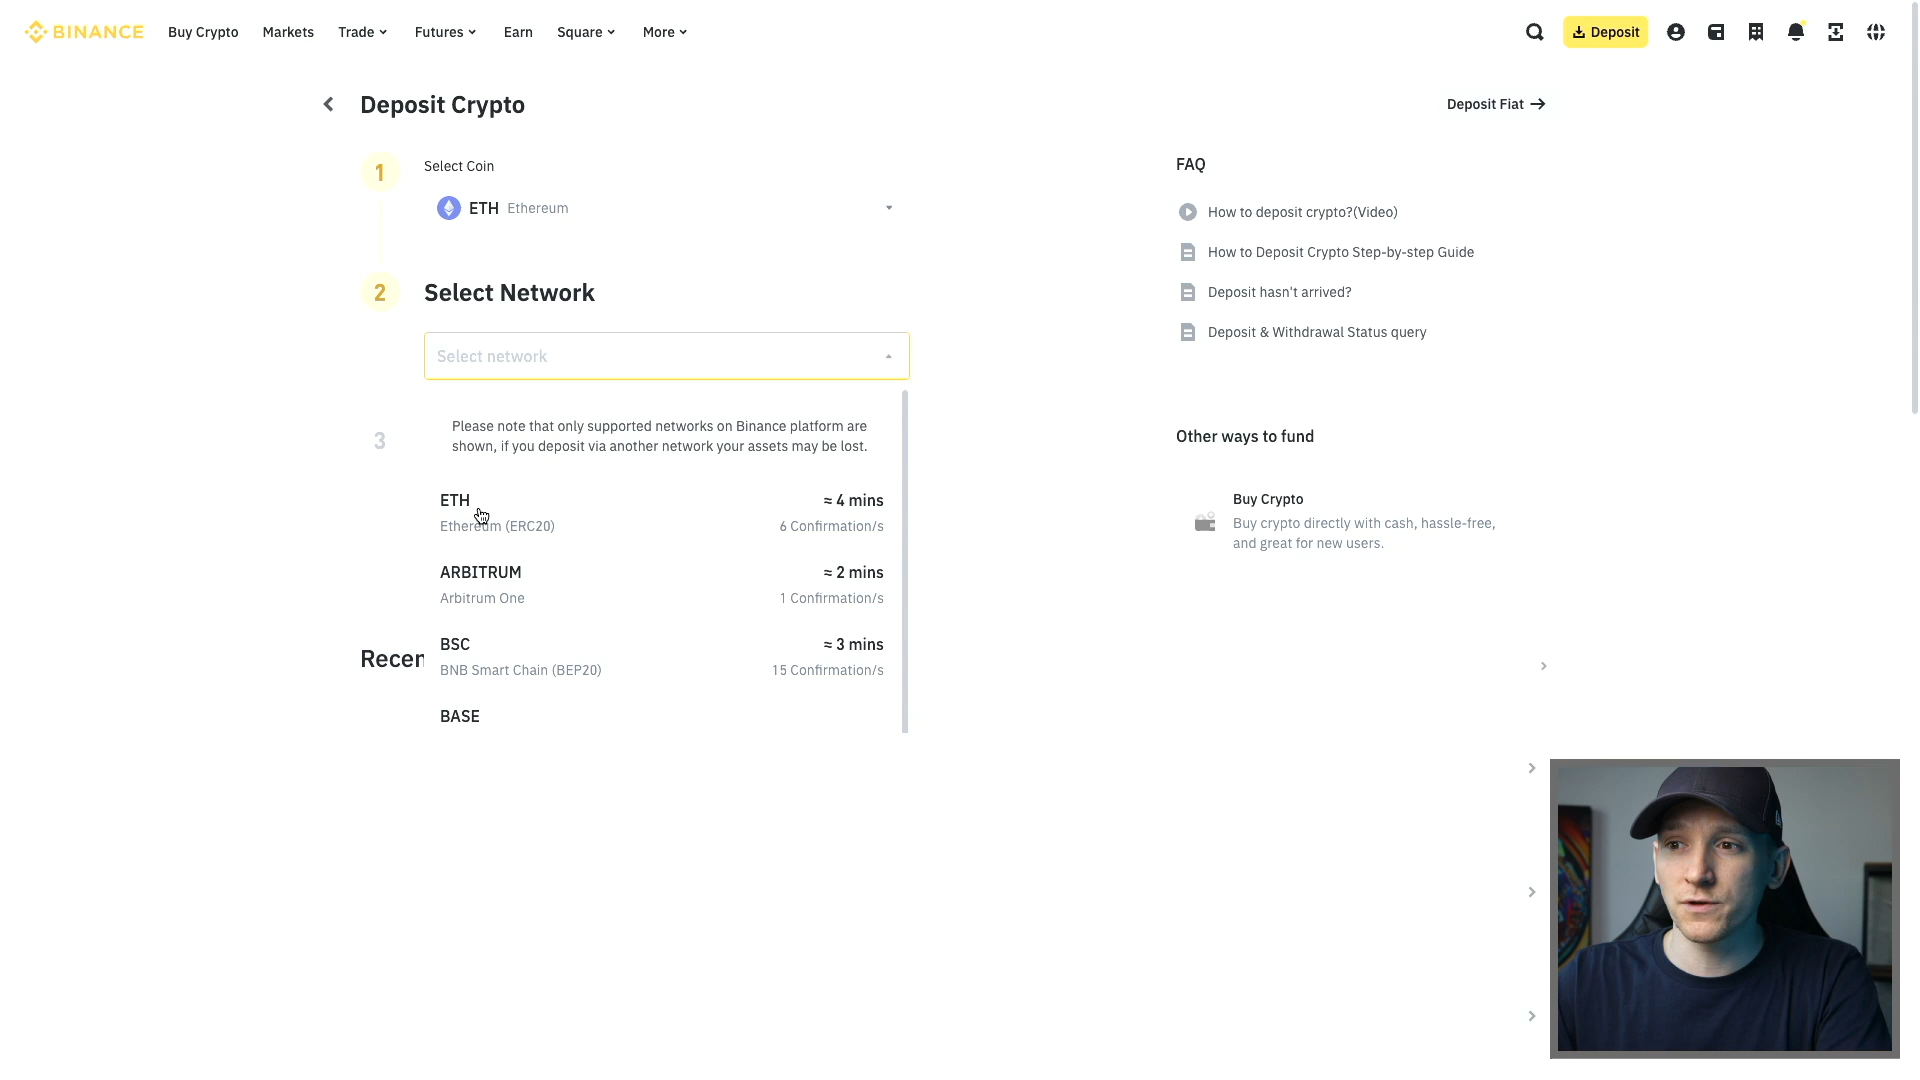 BINANCE
Buy Crypto
Markets
Trade
Futures
Earn
Square
More
Deposit
Deposit Crypto
Deposit Fiat
1
Select Coin
ETH Ethereum
2
Select Network
Select network
3
Please note that only supported networks on Binance platform are
shown, if you deposit via another network your assets may be lost.
ETH
≈ 4 mins
Ethereum (ERC20)
6 Confirmation/s
ARBITRUM
≈ 2 mins
Arbitrum One
1 Confirmation/s
BSC
≈ 3 mins
BNB Smart Chain (BEP20)
15 Confirmation/s
BASE
Recen
FAQ
How to deposit crypto?(Video)
How to Deposit Crypto Step-by-step Guide
Deposit hasn't arrived?
Deposit & Withdrawal Status query
Other ways to fund
Buy Crypto
Buy crypto directly with cash, hassle-free,
and great for new users.